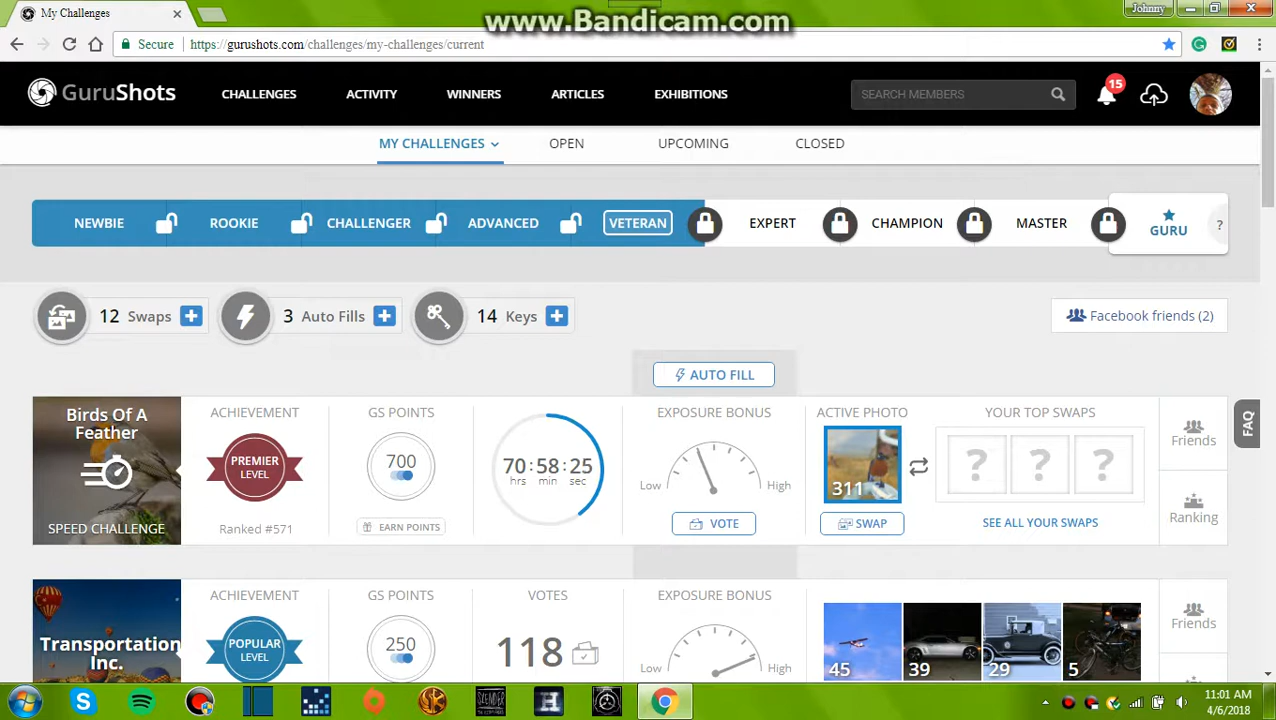 www.Bandicam.com
My Challenges
Johnny
Secure https://gurushots.com/challenges/my-challenges/current
GuruShots CHALLENGES ACTIVITY WINNERS ARTICLES EXHIBITIONS SEARCH MEMBERS 15
MY CHALLENGES OPEN UPCOMING CLOSED
NEWBIE ROOKIE CHALLENGER ADVANCED VETERAN EXPERT CHAMPION MASTER GURU ?
12 Swaps 3 Auto Fills 14 Keys Facebook friends (2)
AUTO FILL
Birds Of A
Feather
SPEED CHALLENGE
ACHIEVEMENT
PREMIER
LEVEL
Ranked #571
GS POINTS
700
EARN POINTS
70:58:25
hrs min sec
EXPOSURE BONUS
Low High
VOTE
ACTIVE PHOTO
311
SWAP
YOUR TOP SWAPS
? ? ?
SEE ALL YOUR SWAPS
Friends
Ranking
FAQ
Transportation
Inc.
ACHIEVEMENT
POPULAR
LEVEL
GS POINTS
250
VOTES
118
EXPOSURE BONUS
Low High
45 39 29 5
Friends
SLENDER
H
11:01 AM
4/6/2018